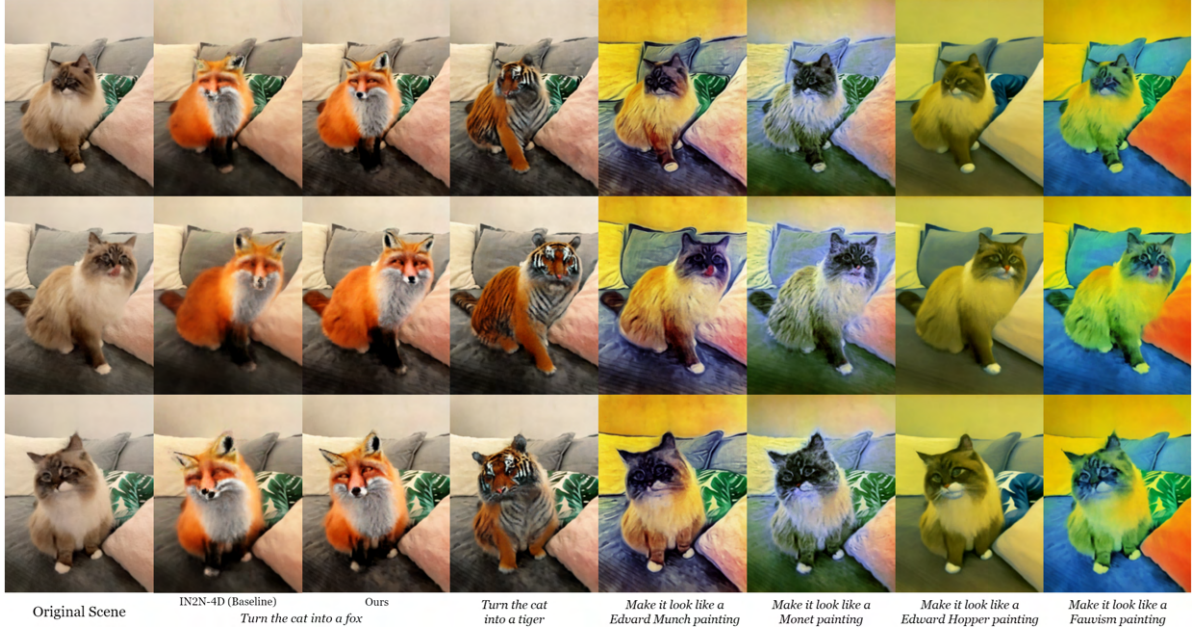 Original Scene
IN2N-4D (Baseline)
Ours
Turn the cat into a fox
Turn the cat
into a tiger
Make it look like a
Edvard Munch painting
Make it look like a
Monet painting
Make it look like a
Edward Hopper painting
Make it look like a
Fauvism painting